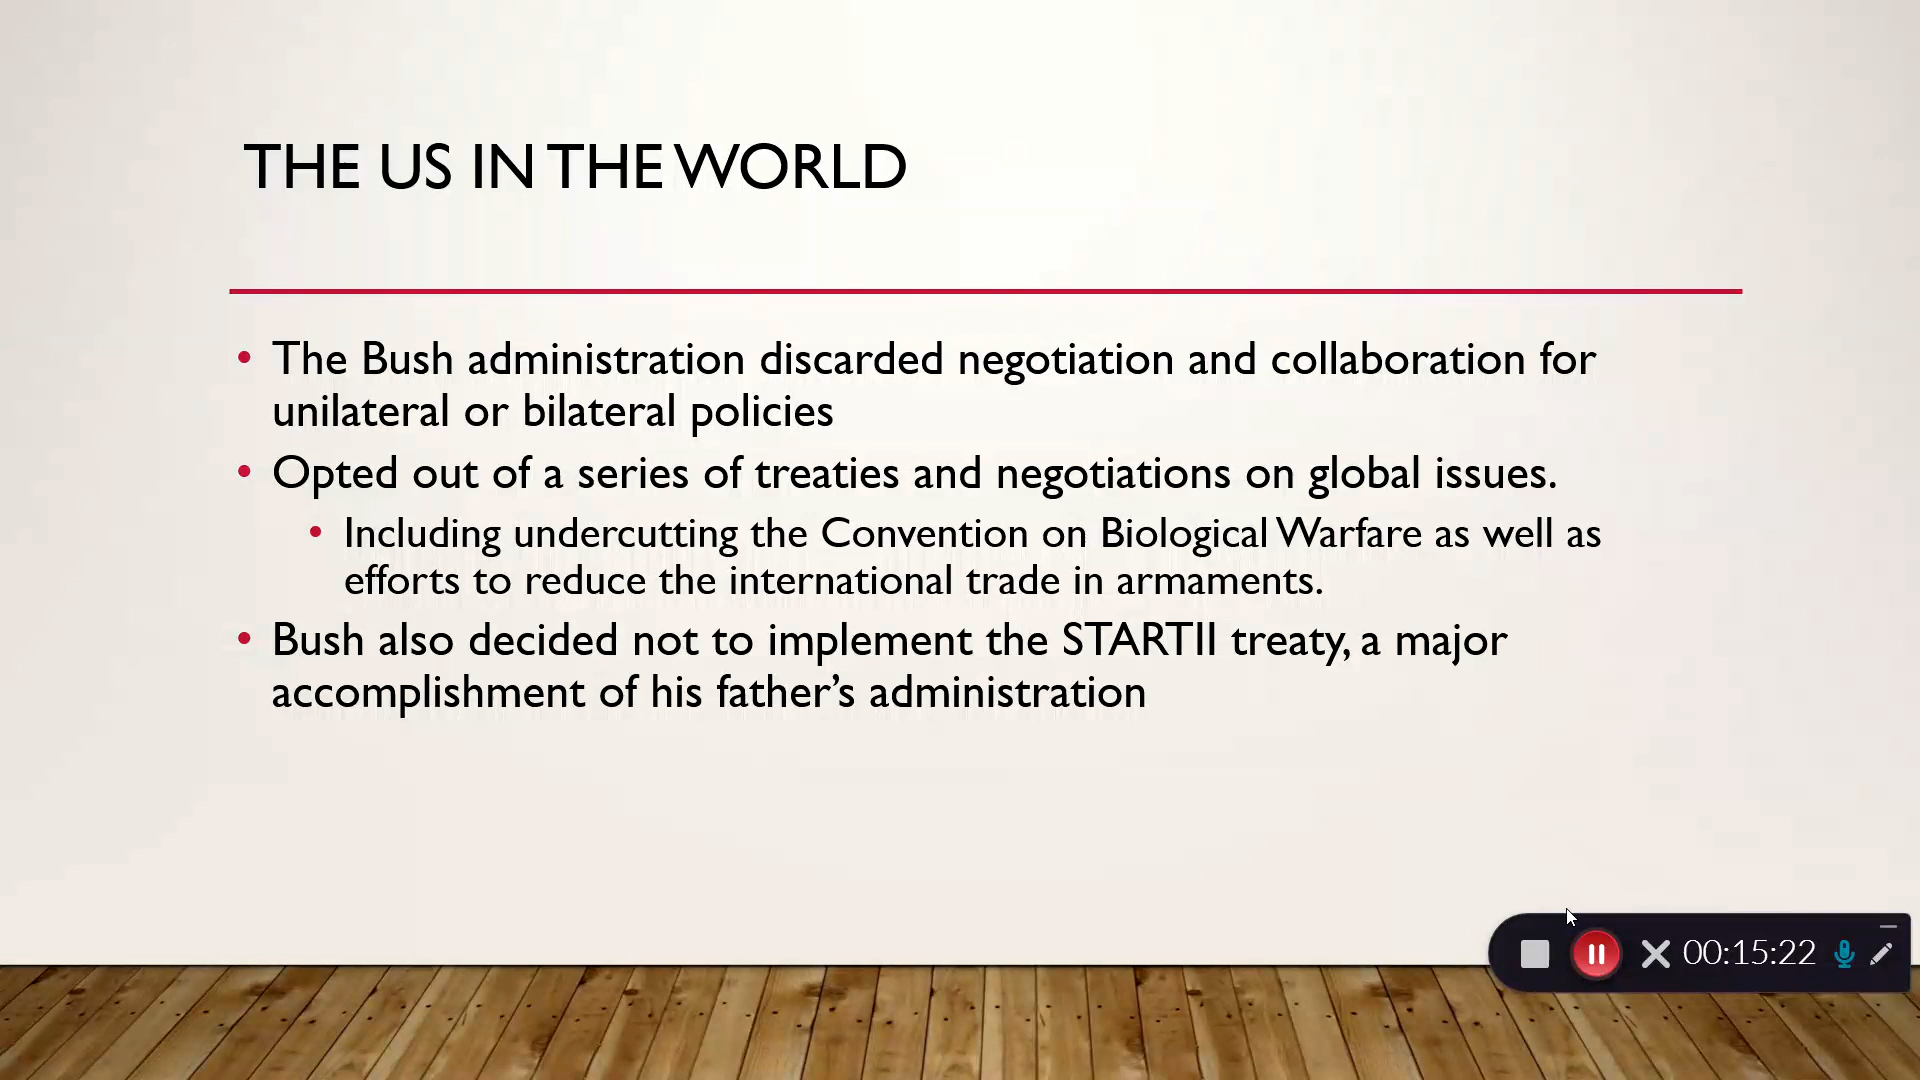 THE US IN THE WORLD
• The Bush administration discarded negotiation and collaboration for
unilateral or bilateral policies
• Opted out of a series of treaties and negotiations on global issues.
• Including undercutting the Convention on Biological Warfare as well as
efforts to reduce the international trade in armaments.
• Bush also decided not to implement the STARTII treaty, a major
accomplishment of his father’s administration
00:15:22